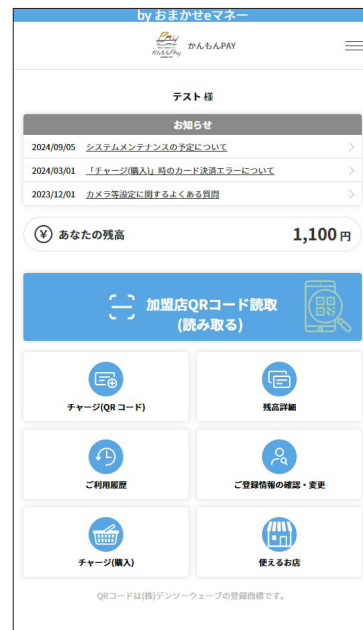 by おまかせeマネー
かんもんPay
かんもんPAY
テスト 様
お知らせ
2024/09/05 システムメンテナンスの予定について
2024/03/01 「チャージ(購入)」時のカード決済エラーについて
2023/12/01 カメラ等設定に関するよくある質問
あなたの残高 1,100 円
加盟店QRコード読取
(読み取る)
チャージ(QR コード)
残高詳細
ご利用履歴
ご登録情報の確認・変更
チャージ(購入)
使えるお店
QRコードは(株)デンソーウェーブの登録商標です。